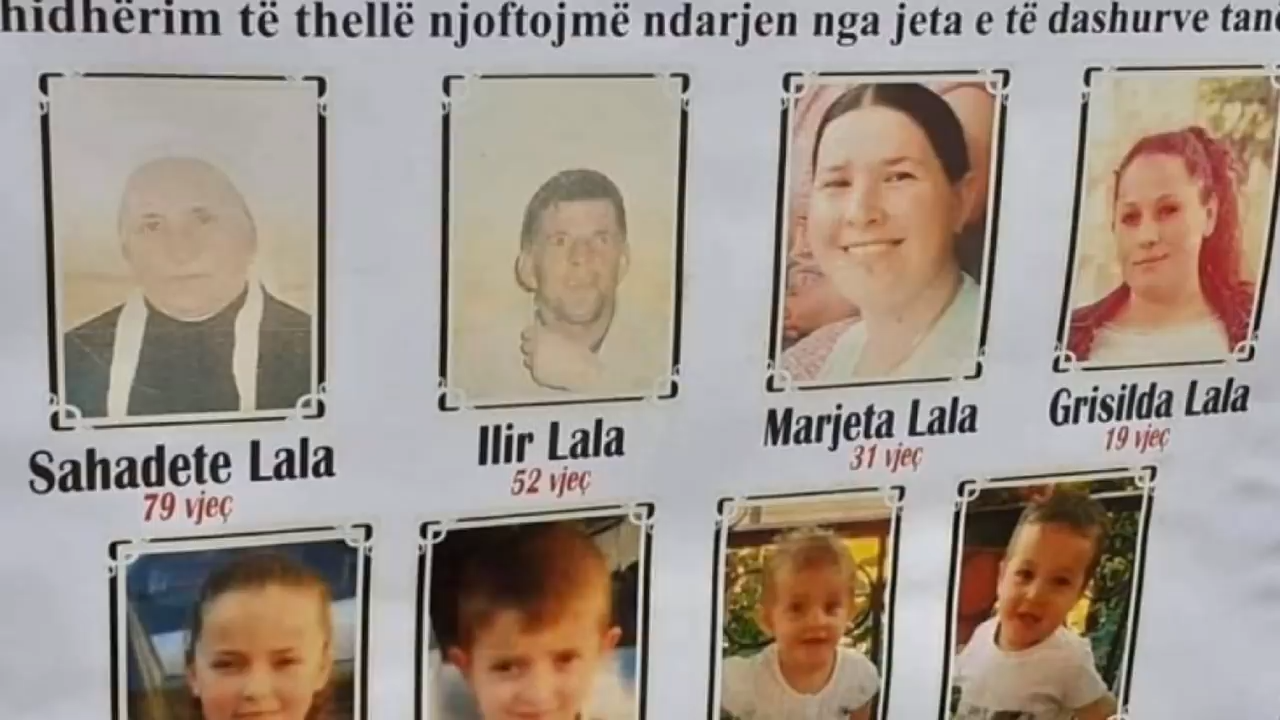 hidhërim të thellë njoftojmë ndarjen nga jeta e të dashurve tanë
Sahadete Lala
79 vjeç
Ilir Lala
52 vjeç
Marjeta Lala
31 vjeç
Grisilda Lala
19 vjeç